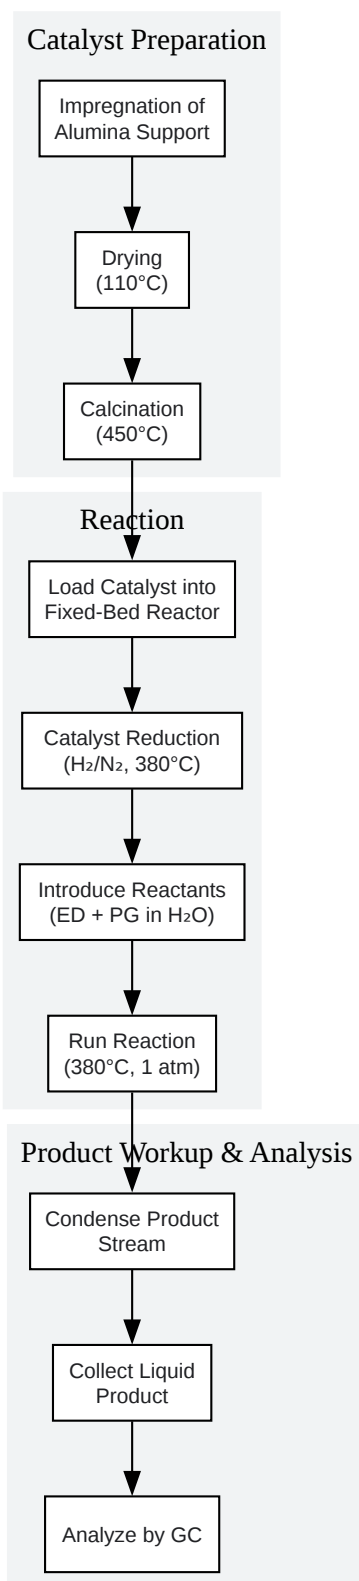 Catalyst Preparation
Impregnation of
Alumina Support
Drying
(110°C)
Calcination
(450°C)
Reaction
Load Catalyst into
Fixed-Bed Reactor
Catalyst Reduction
(H₂/N₂, 380°C)
Introduce Reactants
(ED + PG in H₂O)
Run Reaction
(380°C, 1 atm)
Product Workup & Analysis
Condense Product
Stream
Collect Liquid
Product
Analyze by GC